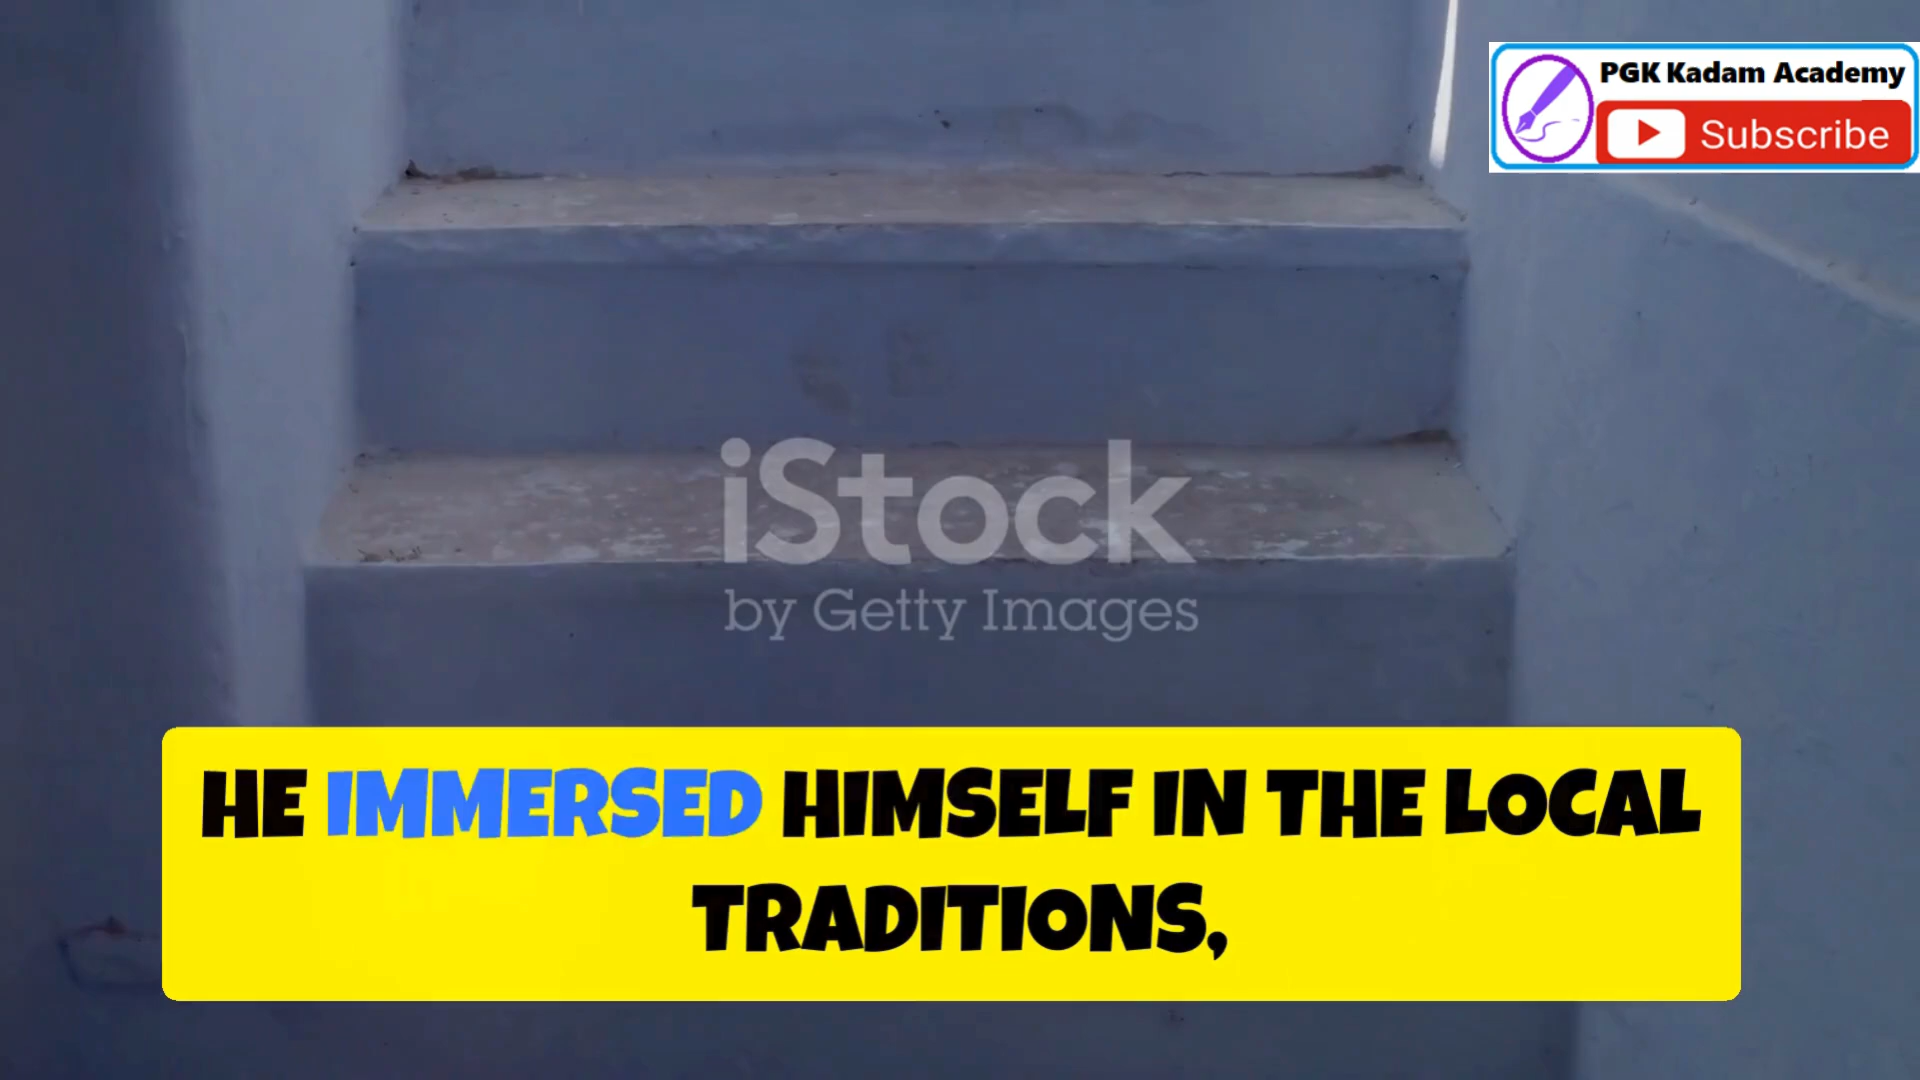 PGK Kadam Academy
Subscribe
iStock
by Getty Images
HE IMMERSED HIMSELF IN THE LOCAL
TRADITIONS,